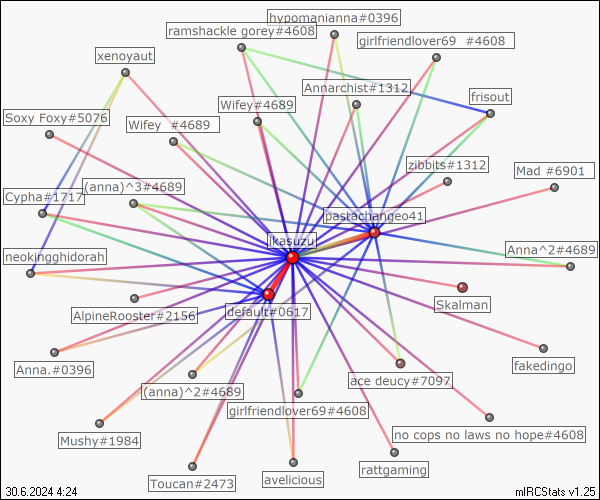 hypomanianna#0396
ramshackle gorey#4608
girlfriendlover69 #4608
xenoyaut
Annarchist#1312
frisout
Wifey#4689
Soxy Foxy#5076
Wifey #4689
zibbits#1312
Mad #6901
(anna)^3#4689
Cypha#1717
pastachangeo41
jkasuzu
Anna^2#4689
neokingghidorah
Skalman
AlpineRooster#2156
default#0617
Anna.#0396
fakedingo
ace deucy#7097
(anna)^2#4689
girlfriendlover69#4608
Mushy#1984
no cops no laws no hope#4608
rattgaming
avelicious
Toucan#2473
30.6.2024 4:24
mIRCStats v1.25